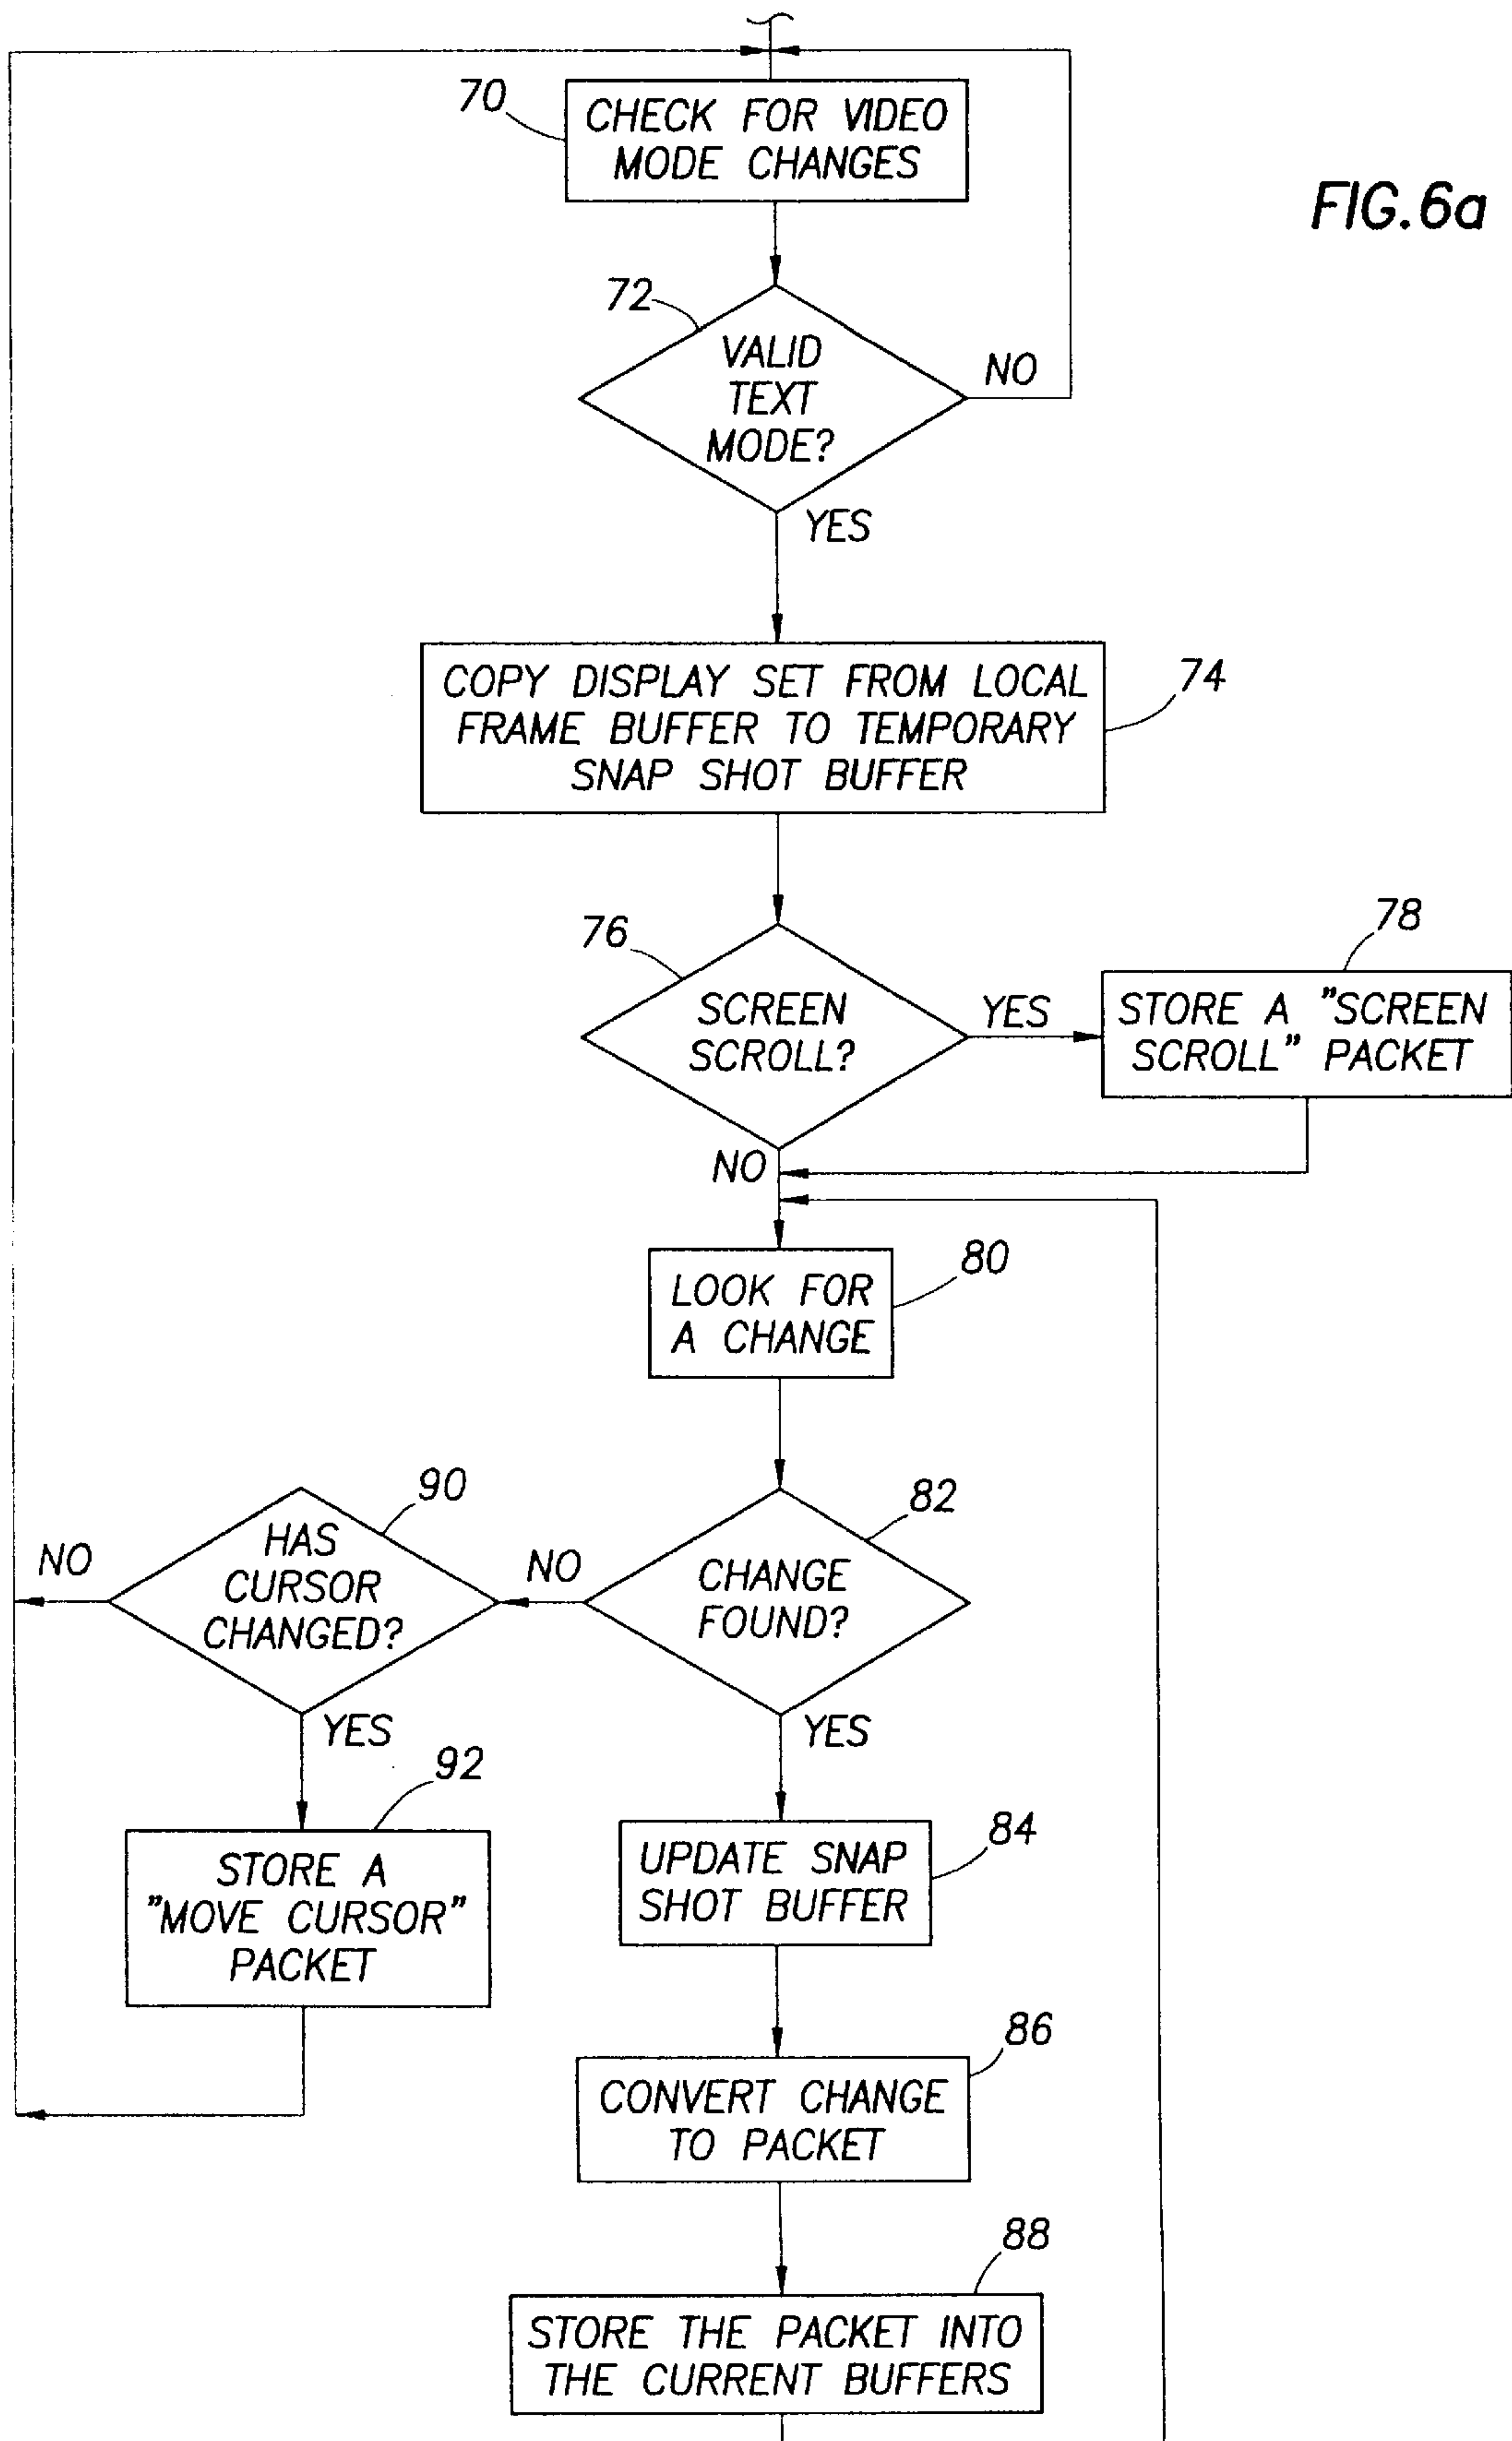 FIG.6a
70
CHECK FOR VIDEO
MODE CHANGES
72
VALID
TEXT
MODE?
NO
YES
COPY DISPLAY SET FROM LOCAL
FRAME BUFFER TO TEMPORARY
SNAP SHOT BUFFER
74
76
SCREEN
SCROLL?
YES
78
STORE A "SCREEN
SCROLL" PACKET
NO
LOOK FOR
A CHANGE
80
82
CHANGE
FOUND?
NO
90
HAS
CURSOR
CHANGED?
NO
YES
92
STORE A
"MOVE CURSOR"
PACKET
YES
84
UPDATE SNAP
SHOT BUFFER
86
CONVERT CHANGE
TO PACKET
88
STORE THE PACKET INTO
THE CURRENT BUFFERS